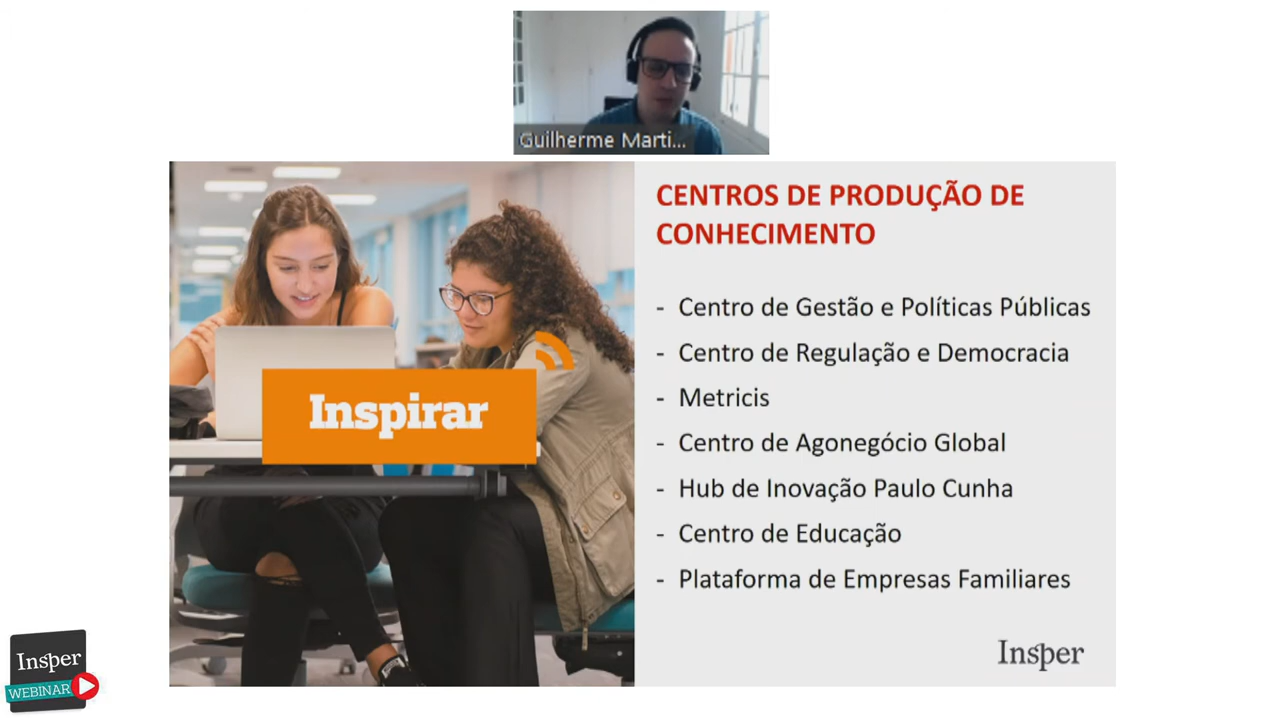 Guilherme Marti...
CENTROS DE PRODUÇÃO DE
CONHECIMENTO
- Centro de Gestão e Políticas Públicas
- Centro de Regulação e Democracia
- Metricis
- Centro de Agonegócio Global
- Hub de Inovação Paulo Cunha
- Centro de Educação
- Plataforma de Empresas Familiares
Inspirar
Insper
Insper
WEBINAR